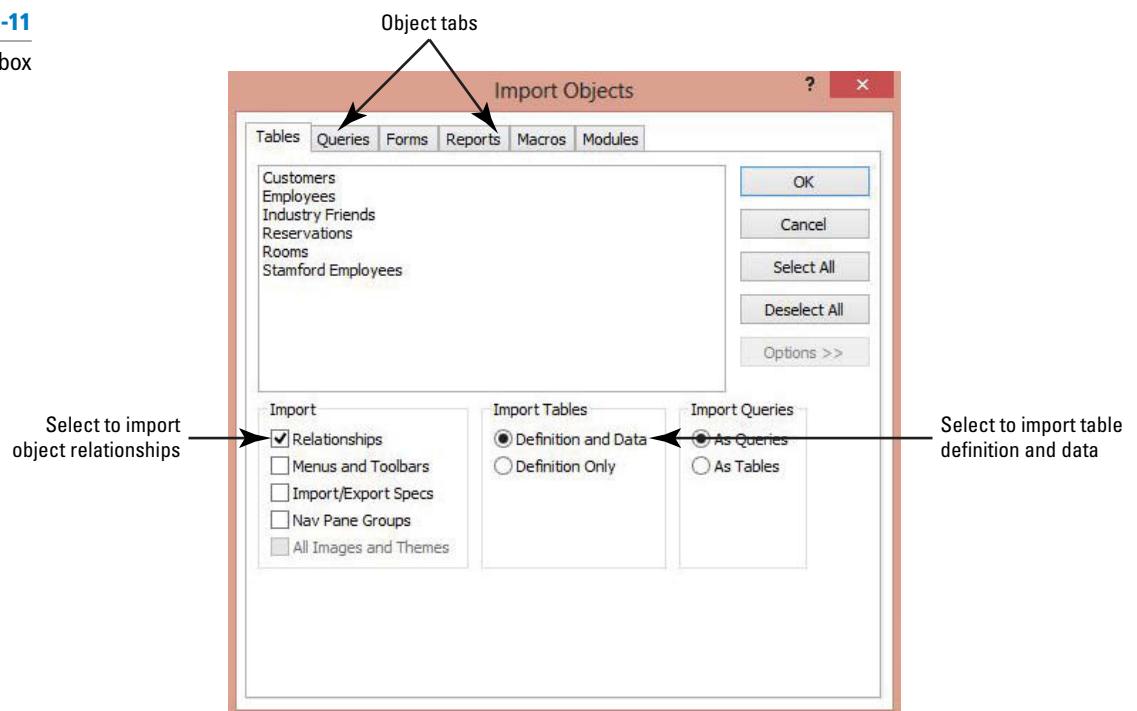 -11
box
Object tabs
Import Objects
?
×
Tables Queries Forms Reports Macros Modules
Customers
Employees
Industry Friends
Reservations
Rooms
Stamford Employees
OK
Cancel
Select All
Deselect All
Options >>
Select to import
object relationships
Import
Relationships
Menus and Toolbars
Import/Export Specs
Nav Pane Groups
All Images and Themes
Import Tables
Definition and Data
Definition Only
Import Queries
As Queries
As Tables
Select to import table
definition and data